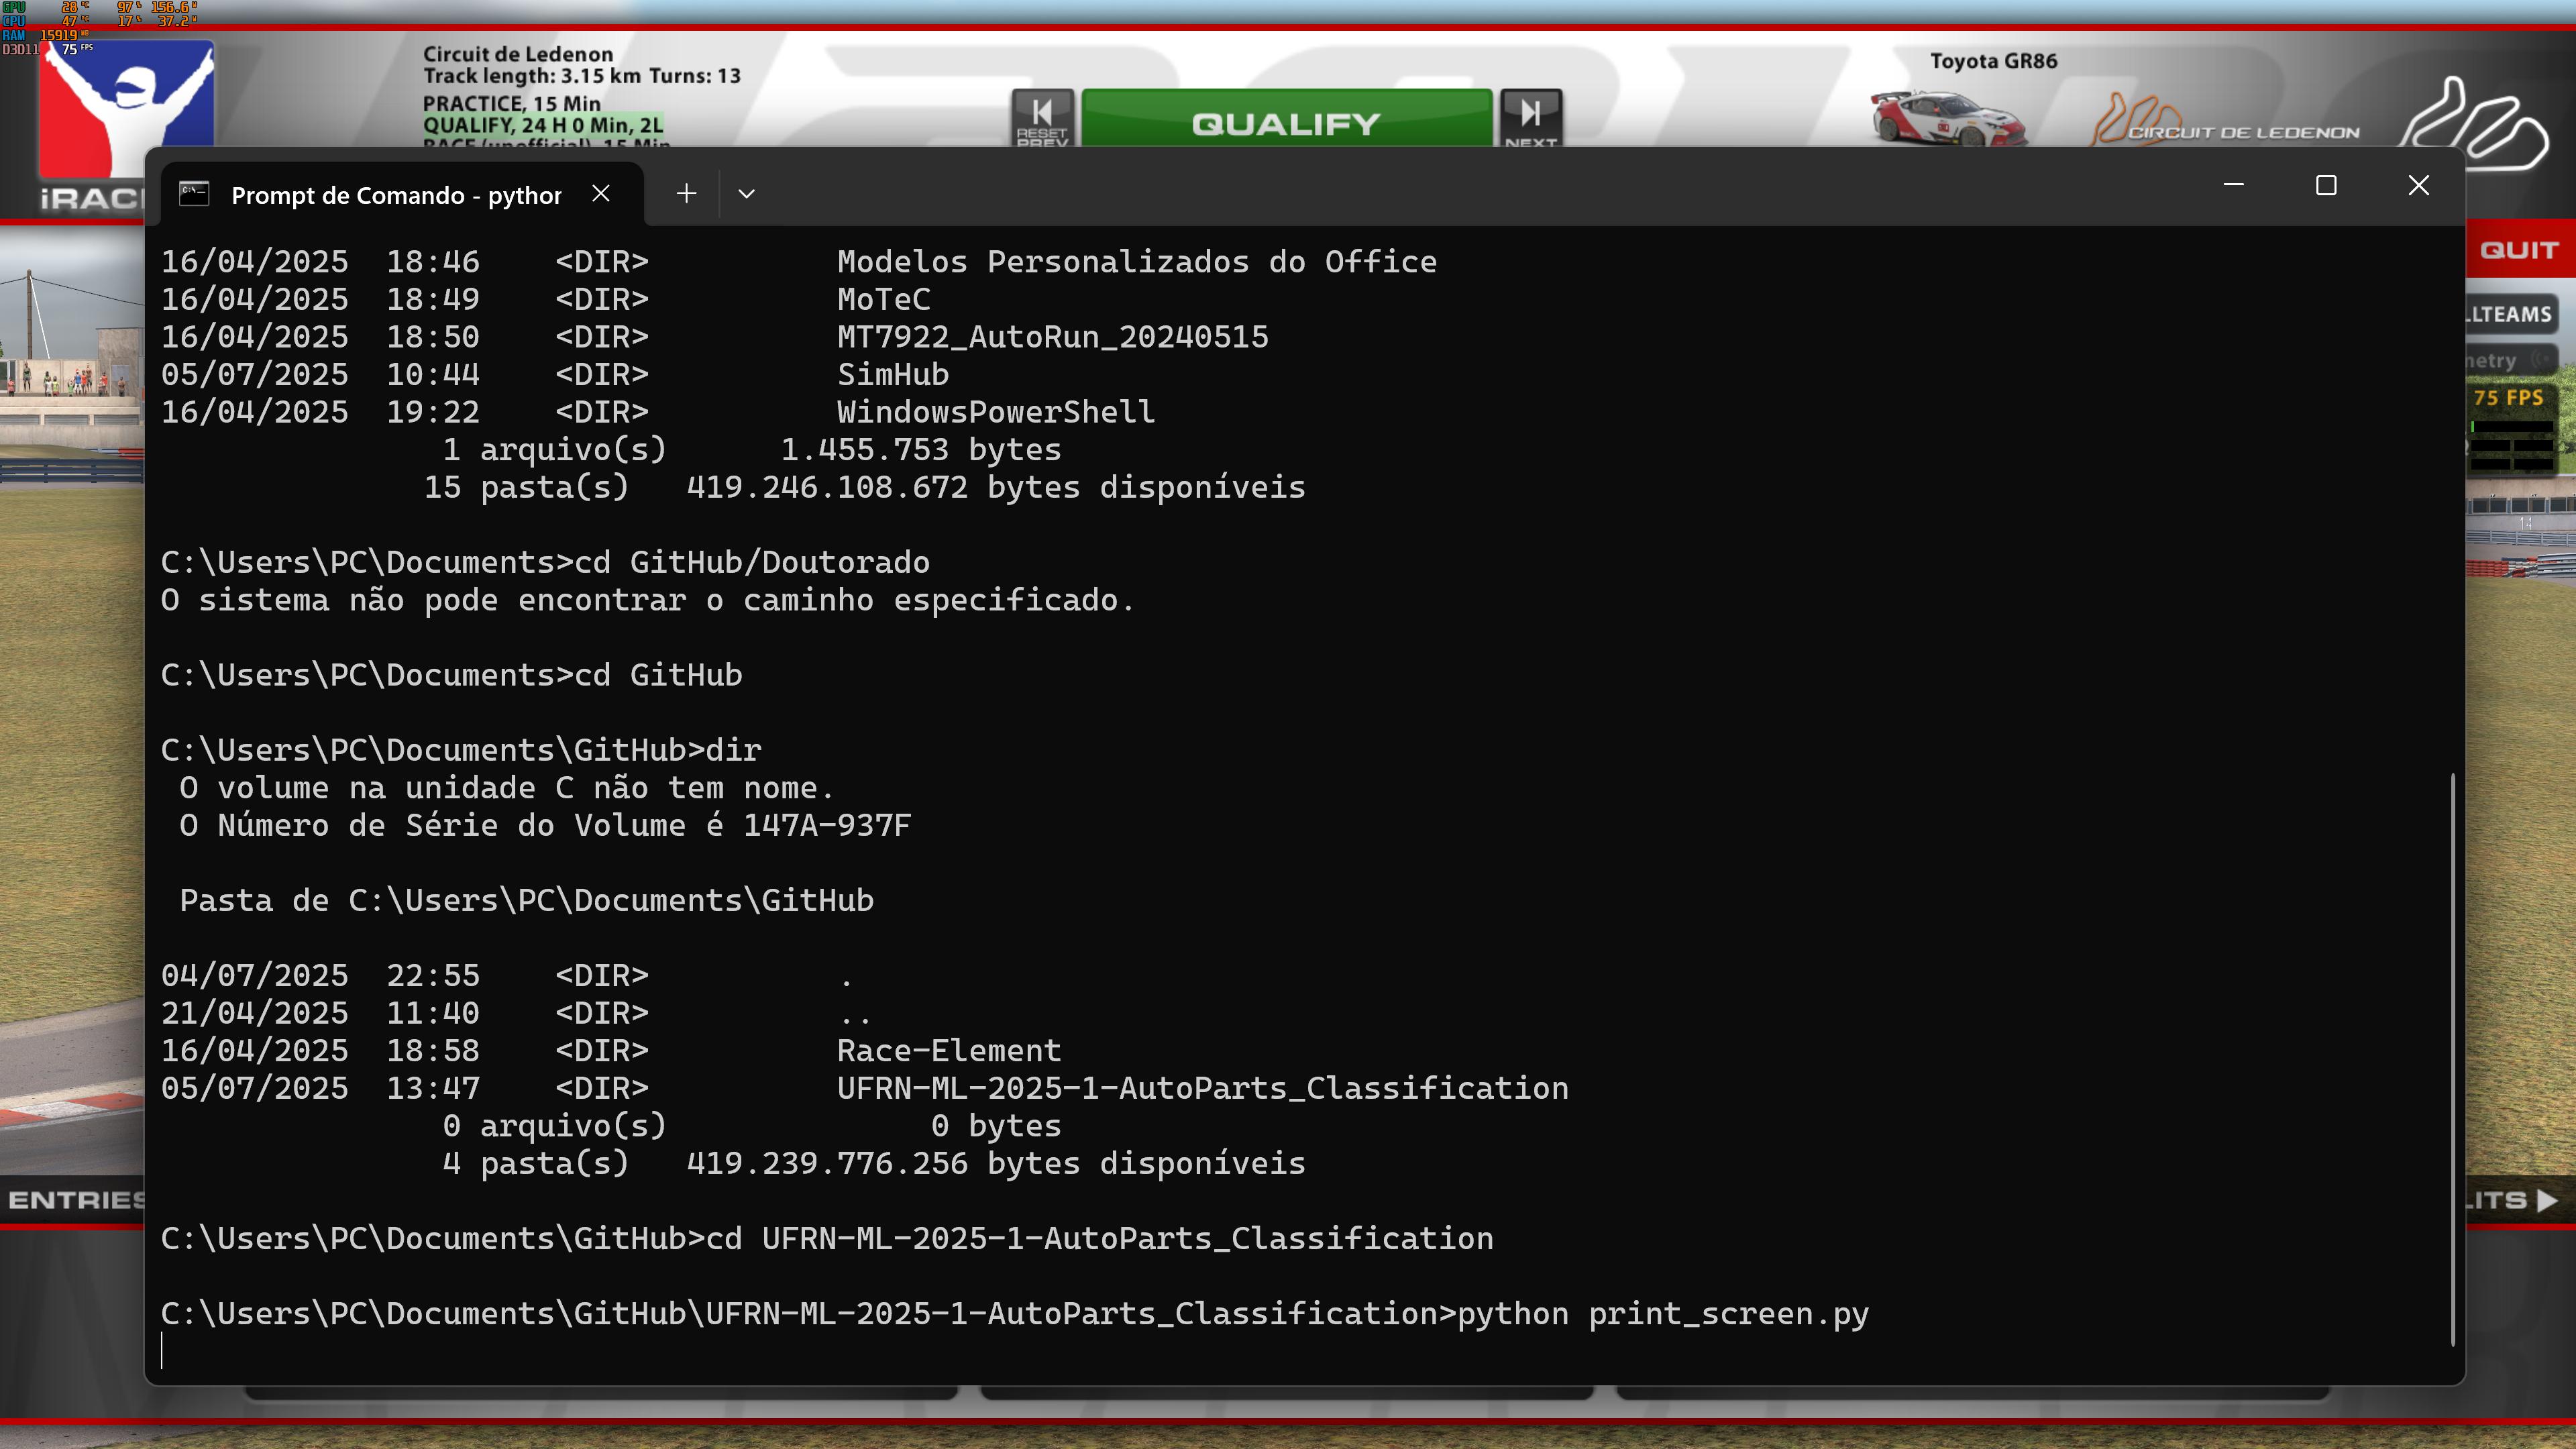 GPU 28 °C 97 % 156.6 W
CPU 47 °C 17 % 37.2 W
RAM 15919 MB
D3D11 75 FPS
Circuit de Ledenon
Track length: 3.15 km Turns: 13
PRACTICE, 15 Min
QUALIFY, 24 H 0 Min, 2L
RACE (unofficial), 15 Min
RESET
PREV
QUALIFY
NEXT
Toyota GR86
CIRCUIT DE LEDENON
iRACI
QUIT
LLTEAMS
netry
75 FPS
14
ENTRIES
LITS
Prompt de Comando - python
16/04/2025  18:46    <DIR>          Modelos Personalizados do Office
16/04/2025  18:49    <DIR>          MoTeC
16/04/2025  18:50    <DIR>          MT7922_AutoRun_20240515
05/07/2025  10:44    <DIR>          SimHub
16/04/2025  19:22    <DIR>          WindowsPowerShell
1 arquivo(s)      1.455.753 bytes
15 pasta(s)   419.246.108.672 bytes disponíveis
C:\Users\PC\Documents>cd GitHub/Doutorado
O sistema não pode encontrar o caminho especificado.
C:\Users\PC\Documents>cd GitHub
C:\Users\PC\Documents\GitHub>dir
O volume na unidade C não tem nome.
O Número de Série do Volume é 147A-937F
Pasta de C:\Users\PC\Documents\GitHub
04/07/2025  22:55    <DIR>          .
21/04/2025  11:40    <DIR>          ..
16/04/2025  18:58    <DIR>          Race-Element
05/07/2025  13:47    <DIR>          UFRN-ML-2025-1-AutoParts_Classification
0 arquivo(s)              0 bytes
4 pasta(s)   419.239.776.256 bytes disponíveis
C:\Users\PC\Documents\GitHub>cd UFRN-ML-2025-1-AutoParts_Classification
C:\Users\PC\Documents\GitHub\UFRN-ML-2025-1-AutoParts_Classification>python print_screen.py